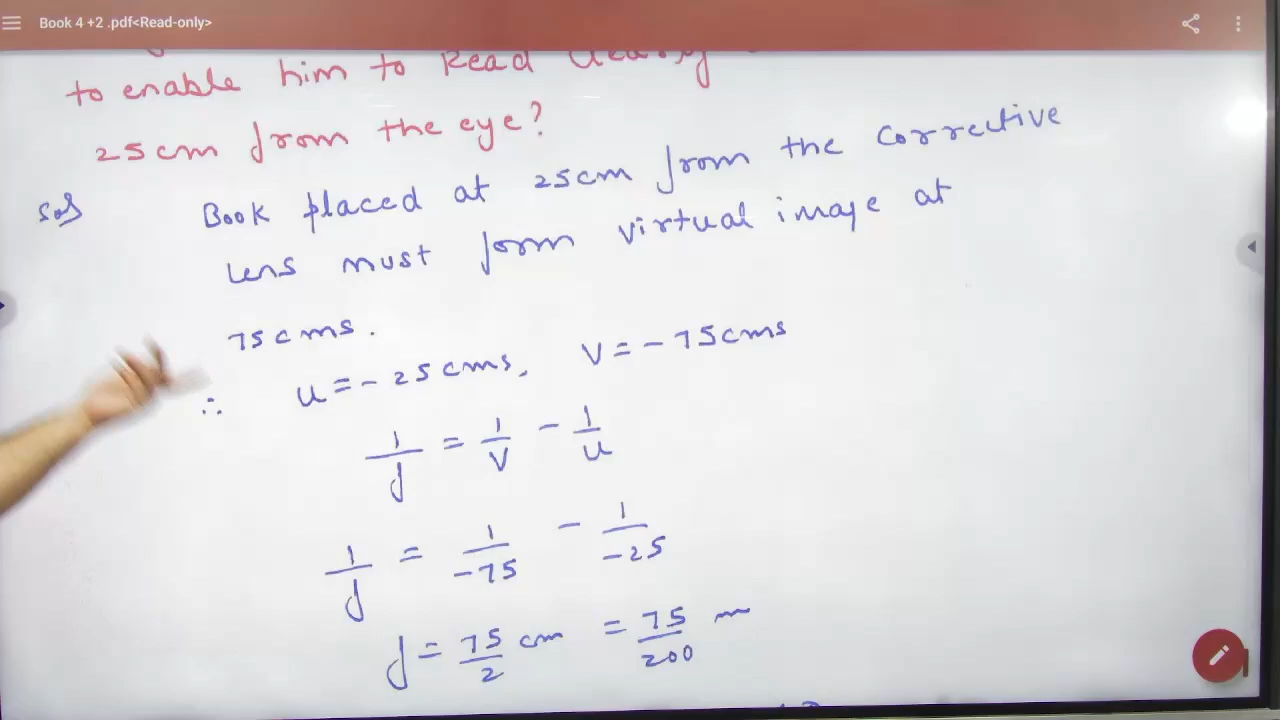 Book 4 +2 .pdf<Read-only>
to enable him to Read clearly
25cm from the eye?
Sol Book placed at 25cm from the corrective
lens must form virtual image at
75cms.
∴ u=-25cms, v=-75cms
1/f = 1/v - 1/u
1/f = 1/-75 - 1/-25
f = 75/2 cm = 75/200 m